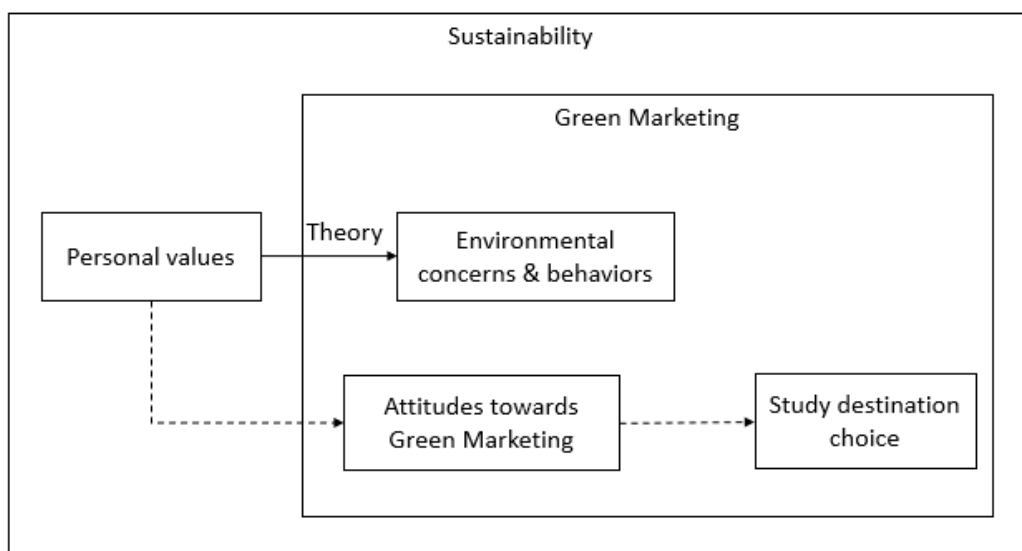 Sustainability
Green Marketing
Theory
Personal values
Environmental
concerns & behaviors
Attitudes towards
Green Marketing
Study destination
choice